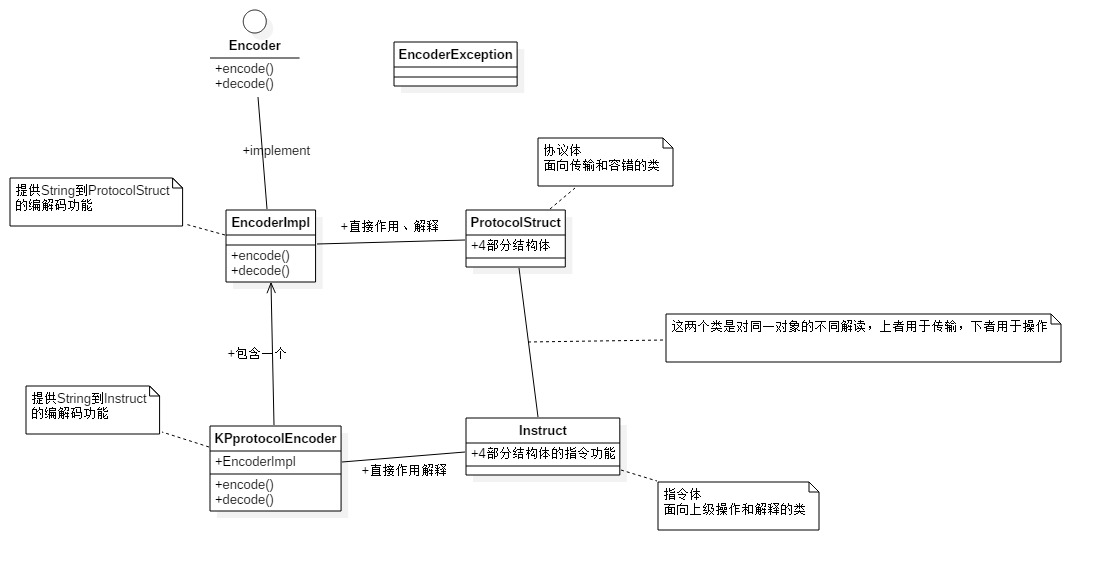 Encoder
+encode()
+decode()
EncoderException
+implement
协议体
面向传输和容错的类
提供String到ProtocolStruct
的编解码功能
EncoderImpl
+encode()
+decode()
+直接作用、解释
ProtocolStruct
+4部分结构体
这两个类是对同一对象的不同解读，上者用于传输，下者用于操作
+包含一个
提供String到Instruct
的编解码功能
KPprotocolEncoder
+EncoderImpl
+encode()
+decode()
+直接作用解释
Instruct
+4部分结构体的指令功能
指令体
面向上级操作和解释的类